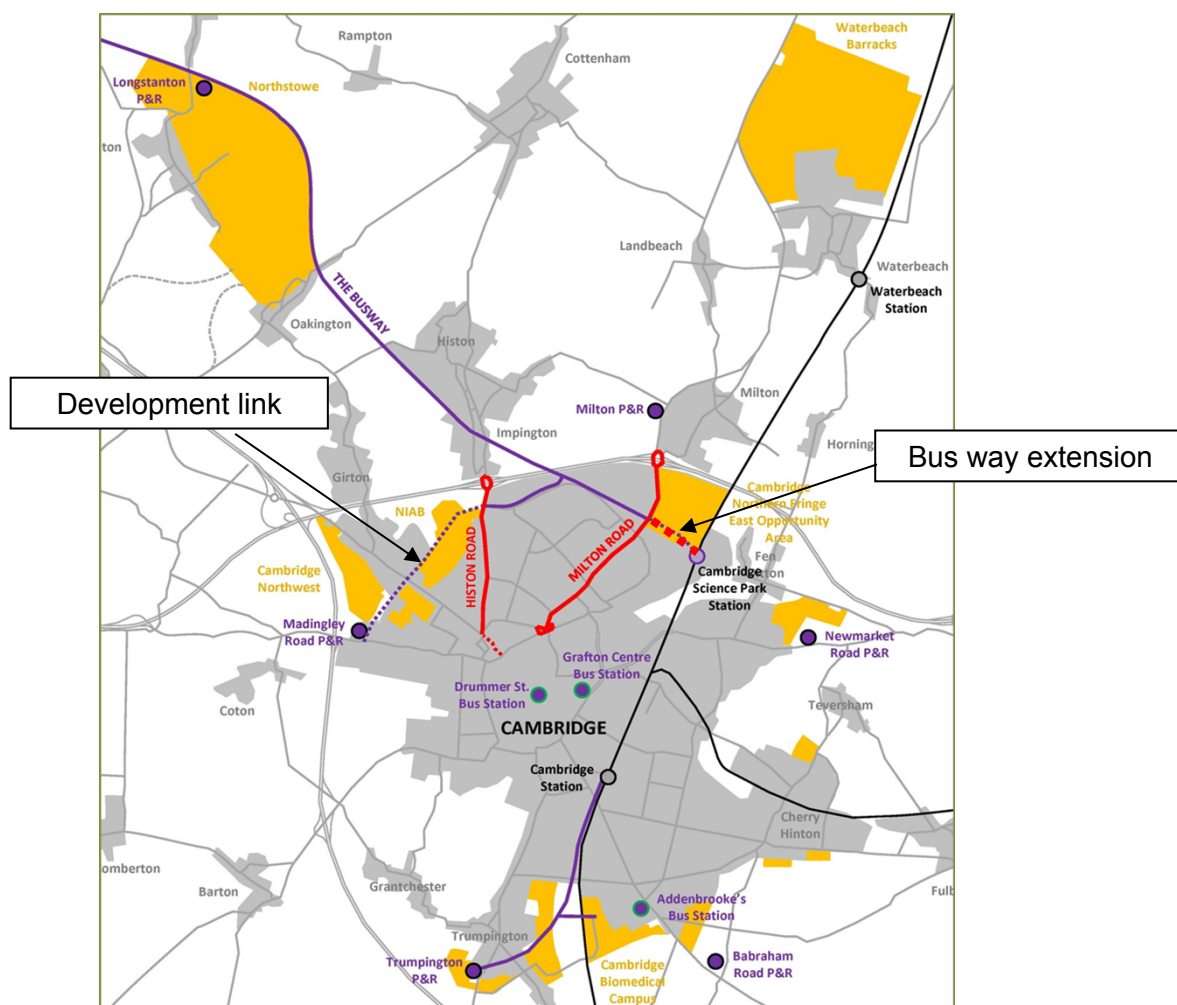 Rampton
Cottenham
Waterbeach
Barracks
Longstanton
P&R
Northstowe
ton
Landbeach
Waterbeach
Waterbeach
Station
THE BUSWAY
Oakington
Histon
Development link
Milton P&R
Milton
Impington
Horning
Bus way extension
Girton
NIAB
Cambridge
Northern Fringe
East Opportunity
Area
HISTON ROAD
MILTON ROAD
Fen
Cambridge
Northwest
Cambridge
Science Park
Station
Madingley
Road P&R
Newmarket
Road P&R
Grafton Centre
Bus Station
Drummer St.
Bus Station
Coton
Teversham
CAMBRIDGE
Cambridge
Station
Cherry
Hinton
omberton
Barton
Grantchester
Fulb
Addenbrooke's
Bus Station
Trumpington
Trumpington
P&R
Cambridge
Biomedical
Campus
Babraham
Road P&R